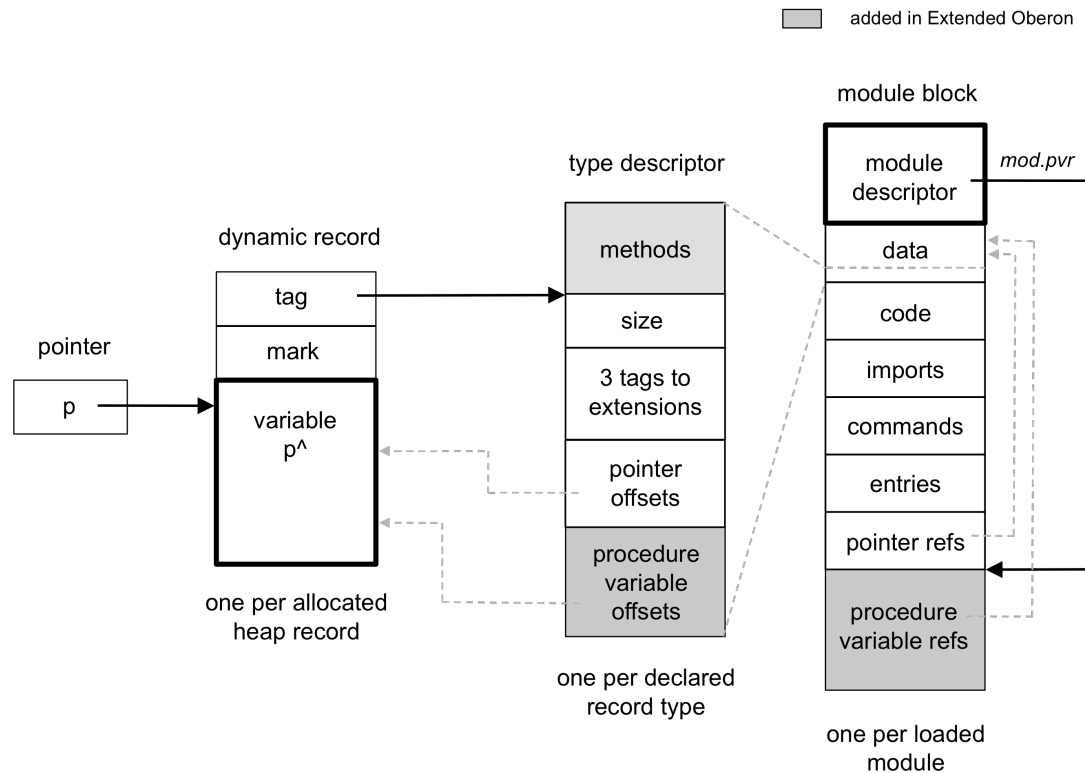 added in Extended Oberon
module block
module
descriptor
mod.pvr
type descriptor
dynamic record
methods
data
tag
size
code
pointer
mark
3 tags to
extensions
imports
p
variable
p^
commands
pointer
offsets
entries
pointer refs
procedure
variable
offsets
procedure
variable refs
one per allocated
heap record
one per declared
record type
one per loaded
module